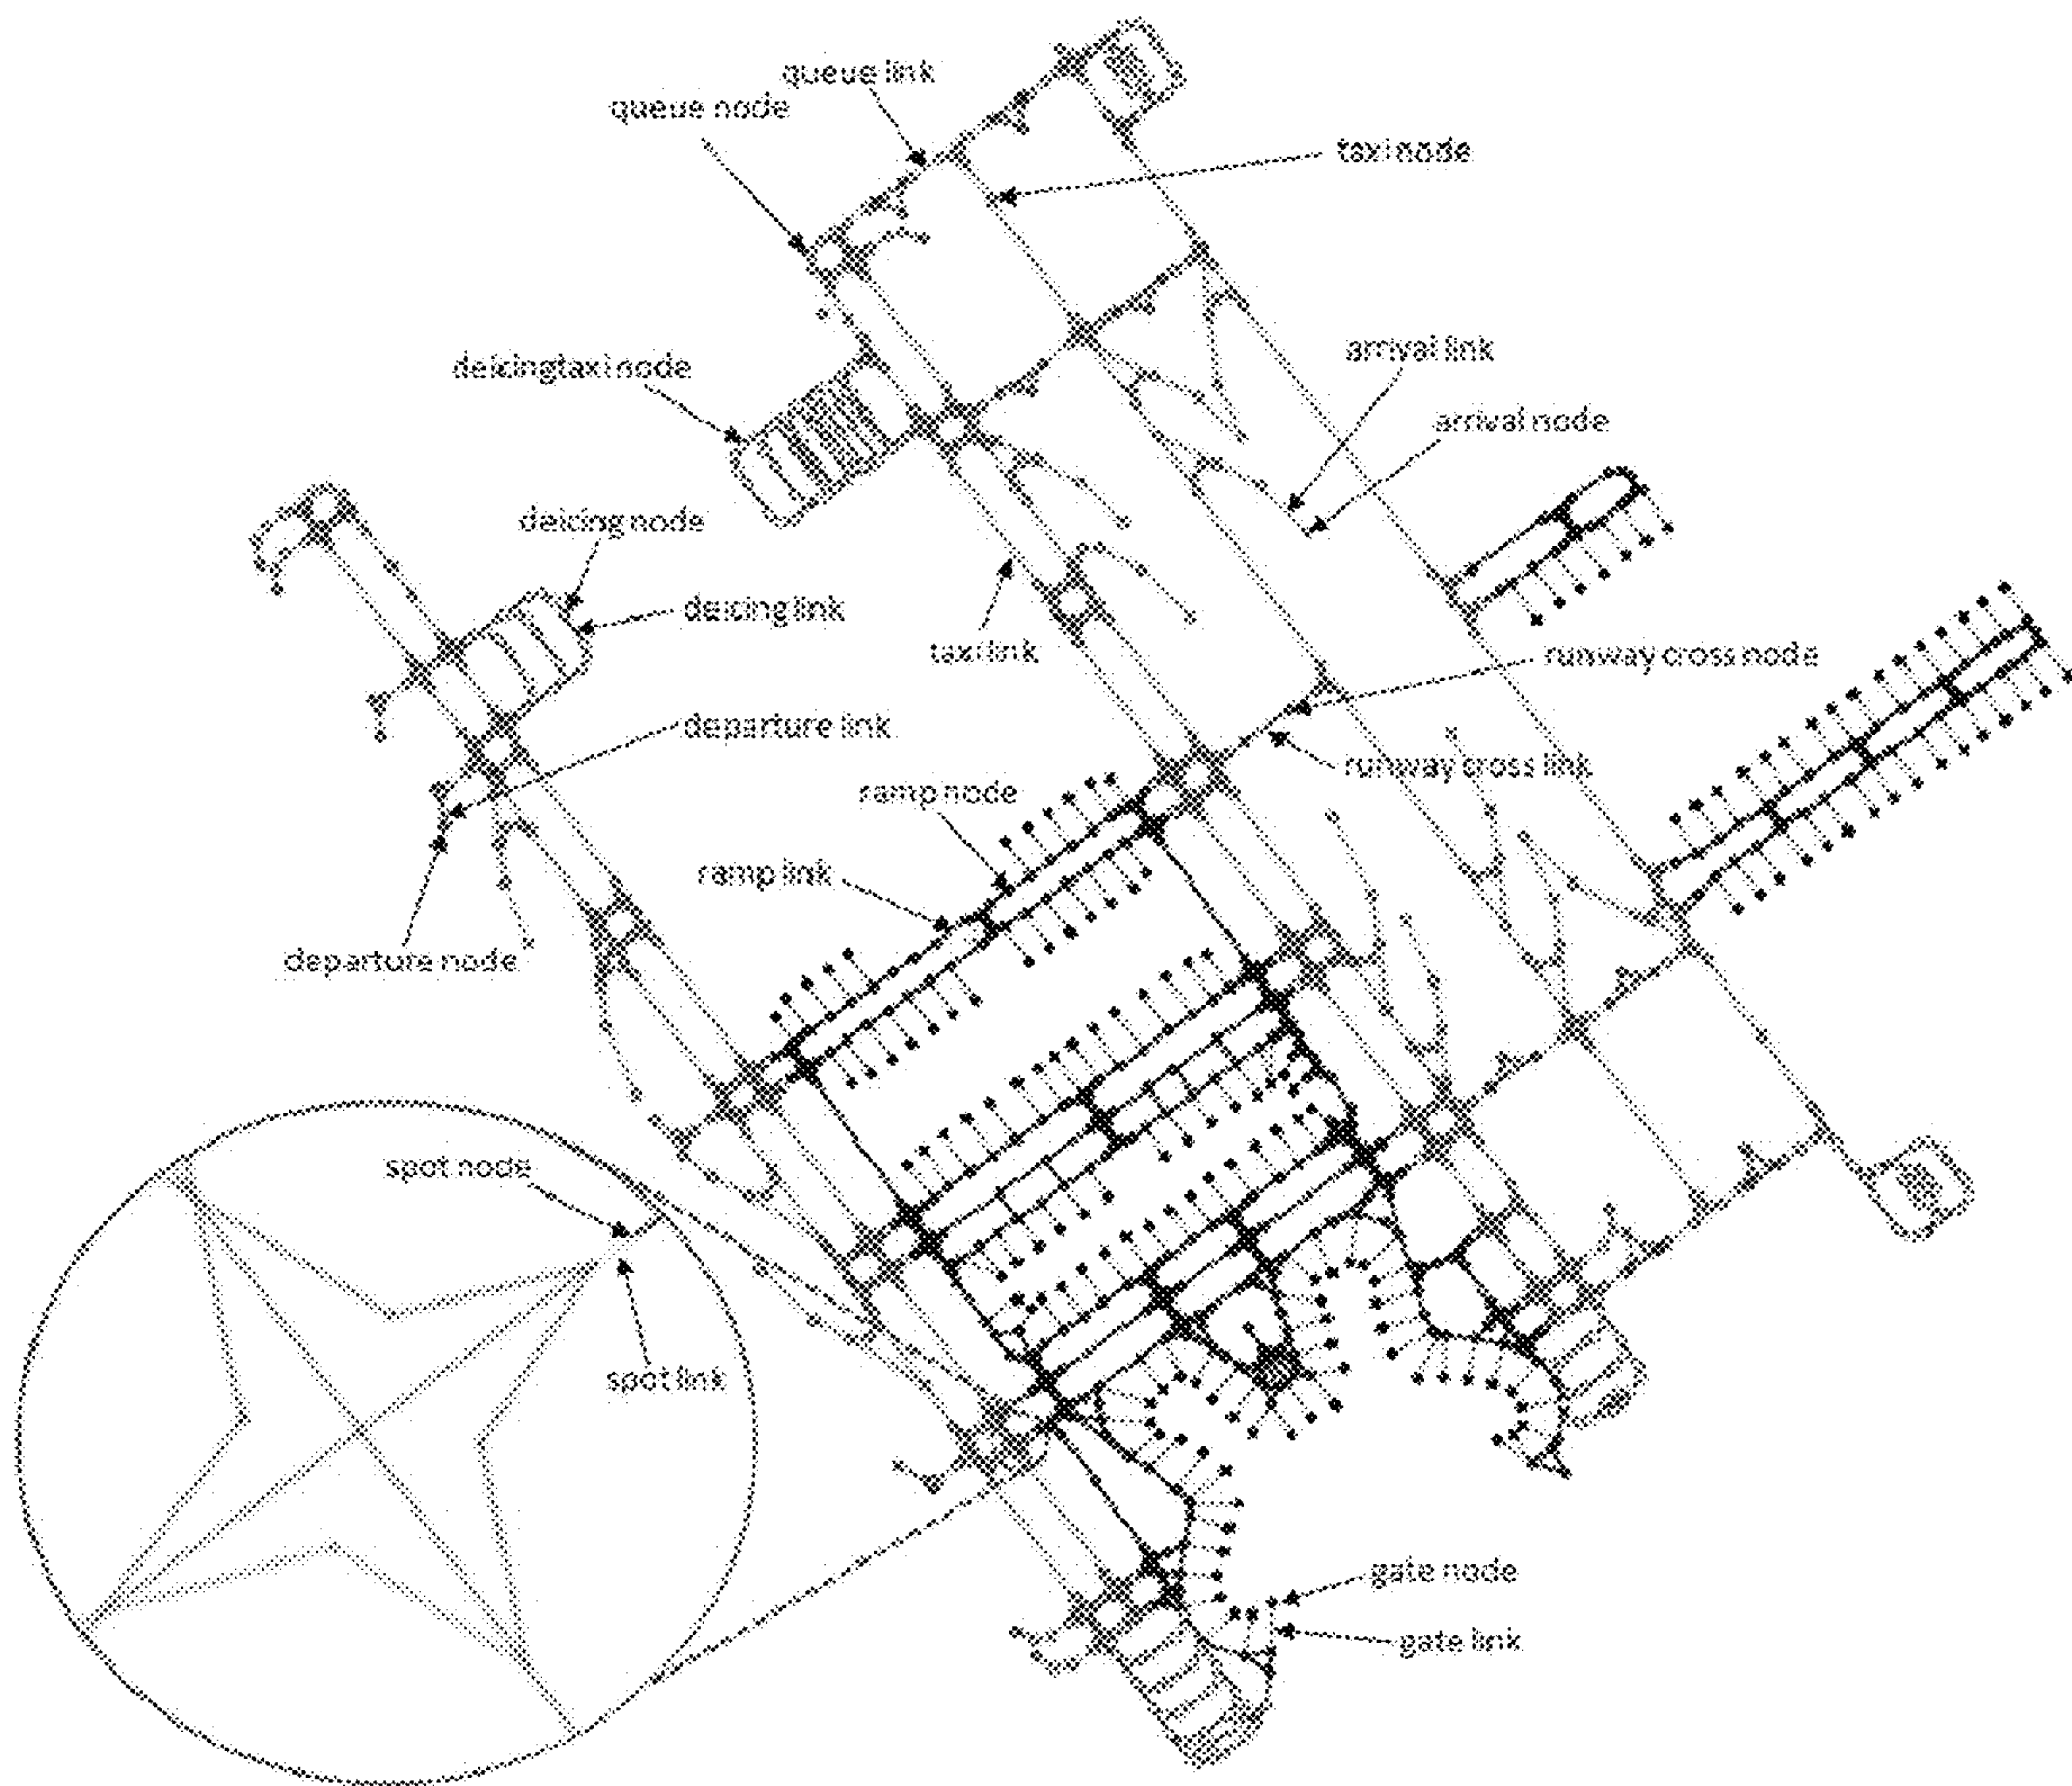 queue link
queue node
taxi node
arrival link
deicingtaxi node
arrival node
deicing node
deicing link
taxi link
runway cross node
departure link
runway cross link
ramp node
ramp link
departure node
spot node
spot link
gate node
gate link